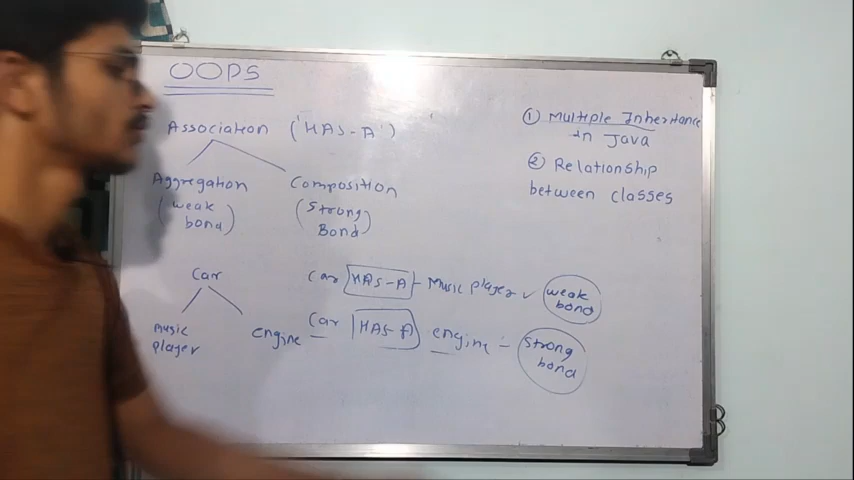 OOPS
Association ('HAS-A')
Aggregation Composition
(weak bond) (Strong Bond)
Car
music player
engine
Car HAS-A Music player ✓ weak bond
Car HAS-A engine = strong bond
① Multiple Inheritance
in Java
② Relationship
between classes